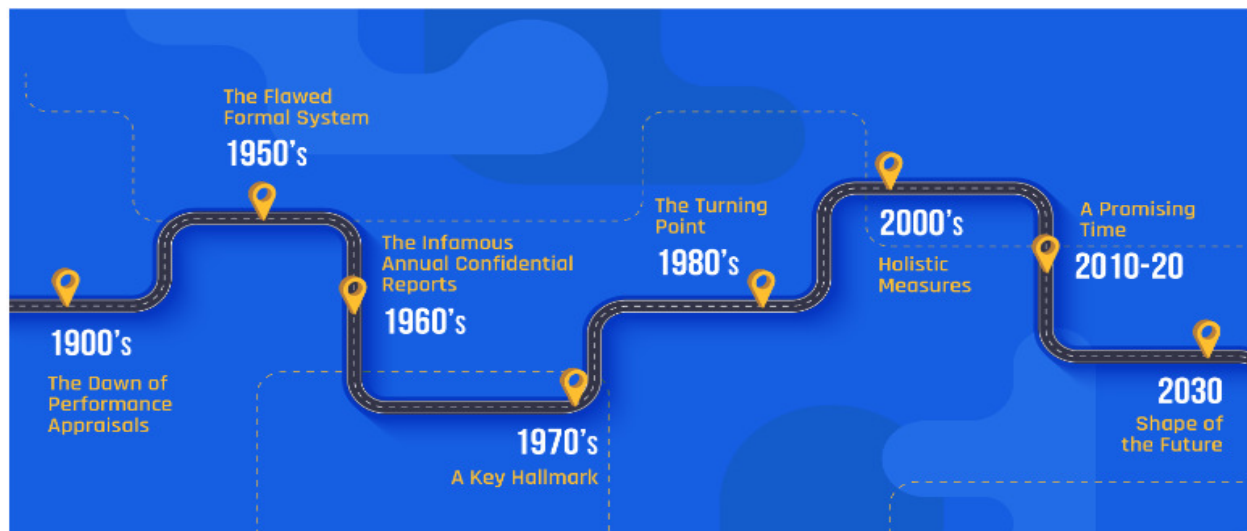 The Flawed
Formal System
1950's
The Infamous
Annual Confidential
Reports
1960's
1900's
The Dawn of
Performance
Appraisals
1970's
A Key Hallmark
The Turning
Point
1980's
2000's
Holistic
Measures
A Promising
Time
2010-20
2030
Shape of
the Future